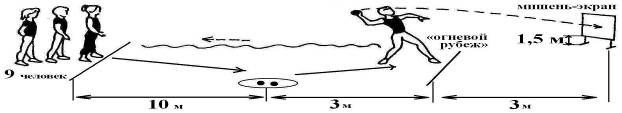 мишень-экран
«огневой
рубеж»
1,5 м
9 человек
10 м
3 м
3 м